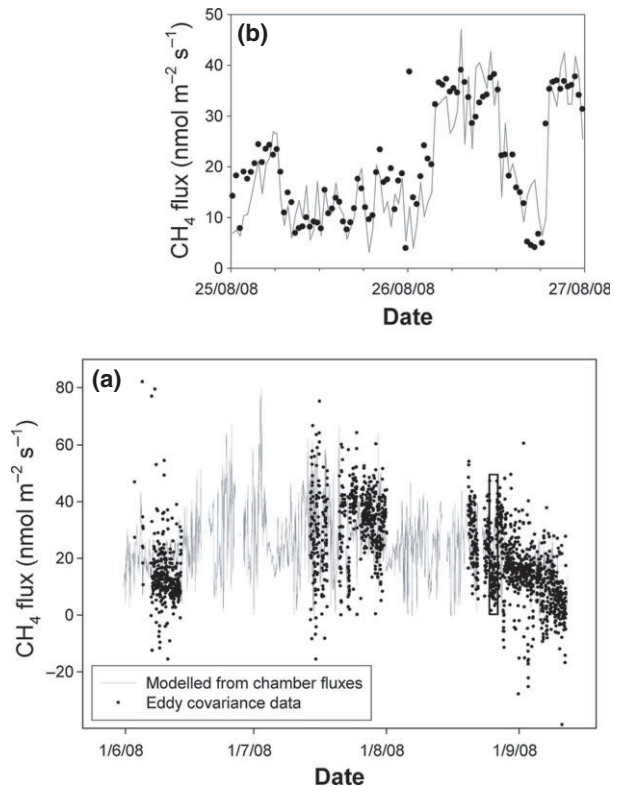 (b)
50
40
30
20
10
0
CH₄ flux (nmol m⁻² s⁻¹)
25/08/08 26/08/08 27/08/08
Date
(a)
80
60
40
20
0
−20
CH₄ flux (nmol m⁻² s⁻¹)
Modelled from chamber fluxes
Eddy covariance data
1/6/08 1/7/08 1/8/08 1/9/08
Date